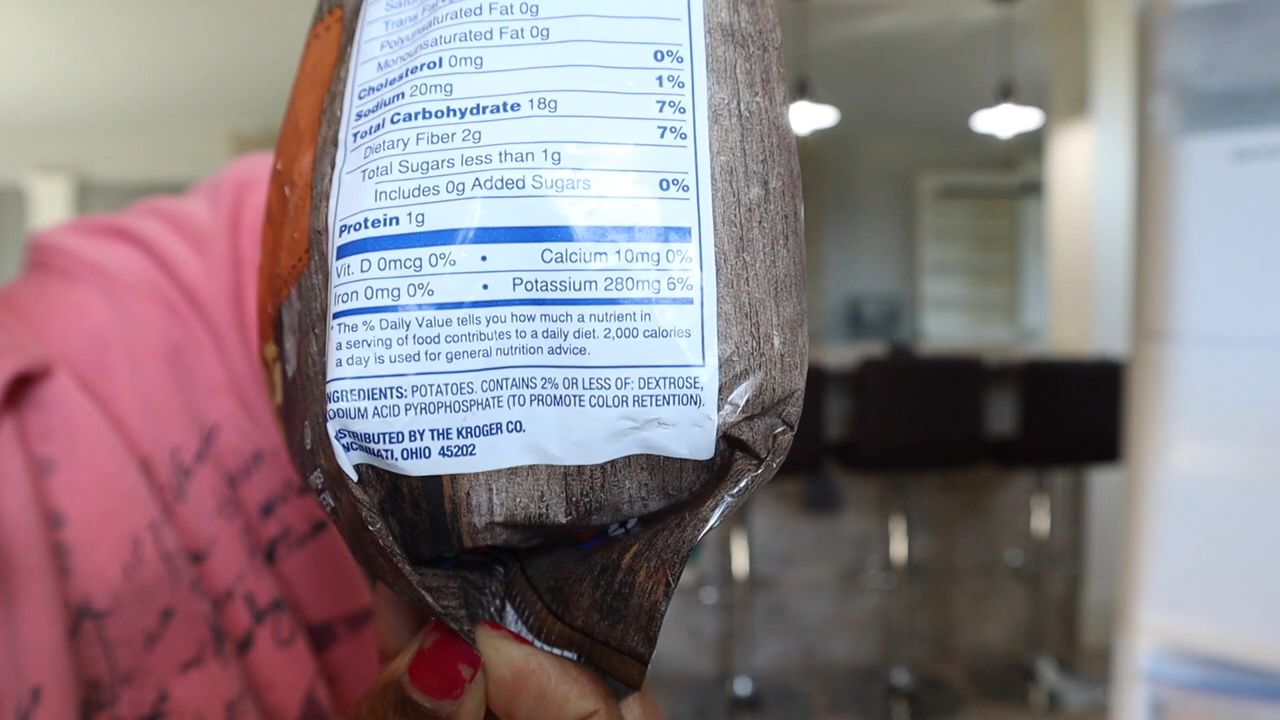 Trans Fat
Polyunsaturated Fat 0g
Monounsaturated Fat 0g
Cholesterol 0mg 0%
Sodium 20mg 1%
Total Carbohydrate 18g 7%
Dietary Fiber 2g 7%
Total Sugars less than 1g
Includes 0g Added Sugars 0%
Protein 1g
Vit. D 0mcg 0% • Calcium 10mg 0%
Iron 0mg 0% • Potassium 280mg 6%
*The % Daily Value tells you how much a nutrient in
a serving of food contributes to a daily diet. 2,000 calories
a day is used for general nutrition advice.
NGREDIENTS: POTATOES. CONTAINS 2% OR LESS OF: DEXTROSE,
ODIUM ACID PYROPHOSPHATE (TO PROMOTE COLOR RETENTION).
STRIBUTED BY THE KROGER CO.
NCINNATI, OHIO 45202